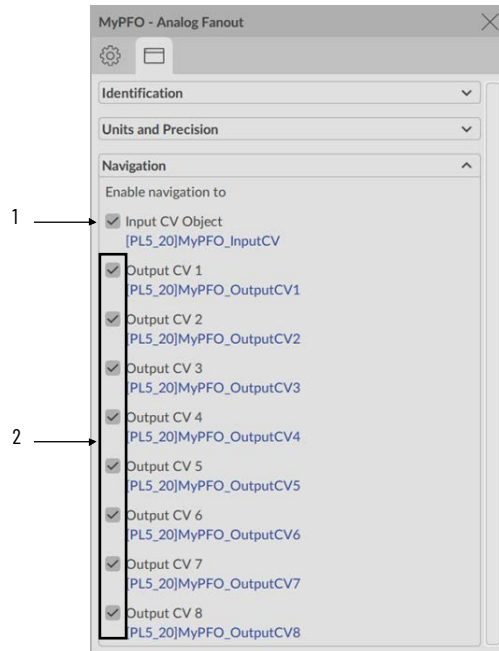 MyPFO - Analog Fanout
Identification
Units and Precision
Navigation
Enable navigation to
1
Input CV Object
[PL5_20]MyPFO_InputCV
Output CV 1
[PL5_20]MyPFO_OutputCV1
Output CV 2
[PL5_20]MyPFO_OutputCV2
Output CV 3
[PL5_20]MyPFO_OutputCV3
Output CV 4
2
[PL5_20]MyPFO_OutputCV4
Output CV 5
[PL5_20]MyPFO_OutputCV5
Output CV 6
[PL5_20]MyPFO_OutputCV6
Output CV 7
[PL5_20]MyPFO_OutputCV7
Output CV 8
[PL5_20]MyPFO_OutputCV8